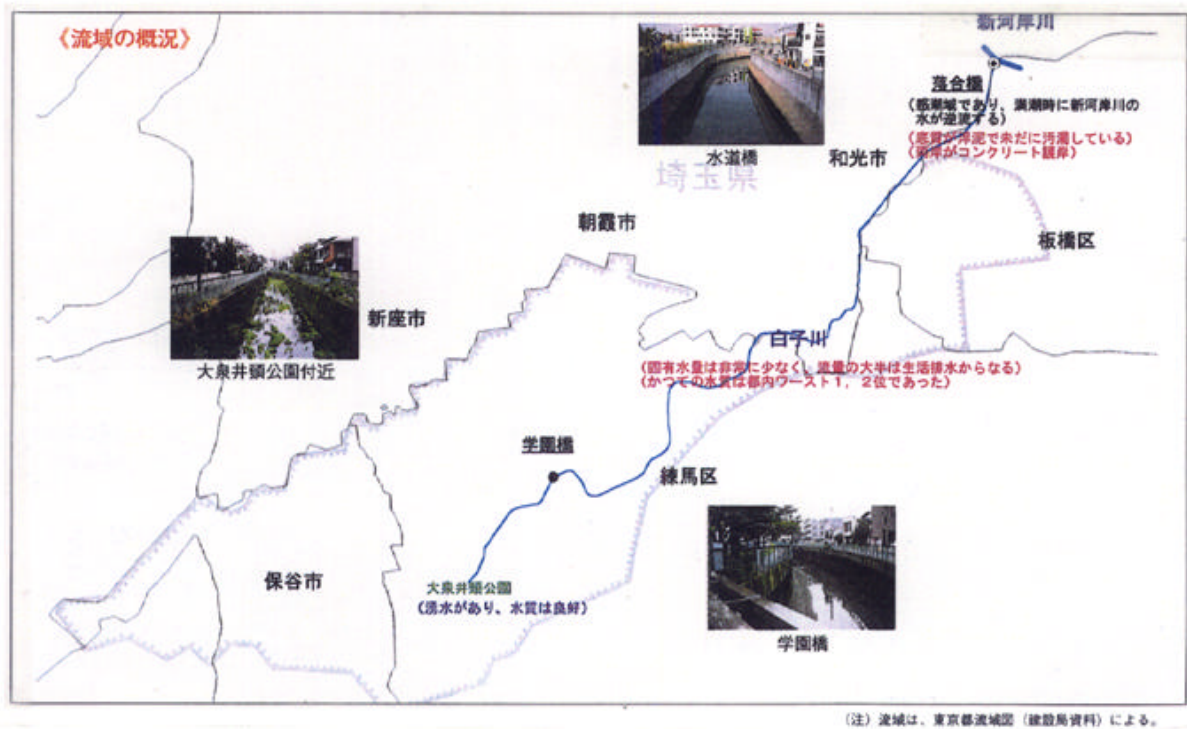 《流域の概況》
新河岸川
落合橋
(感潮域であり、満潮時に新河岸川の
水が逆流する)
(底質が浮泥で未だに汚濁している)
(両岸がコンクリート護岸)
水道橋
和光市
埼玉県
朝霞市
板橋区
新座市
大泉井頭公園付近
白子川
(固有水量は非常に少なく、流量の大半は生活排水からなる)
(かつての水質は都内ワースト1，2位であった)
学園橋
練馬区
保谷市
大泉井頭公園
(湧水があり、水質は良好)
学園橋
(注) 流域は、東京都流域図 (建設局資料) による。